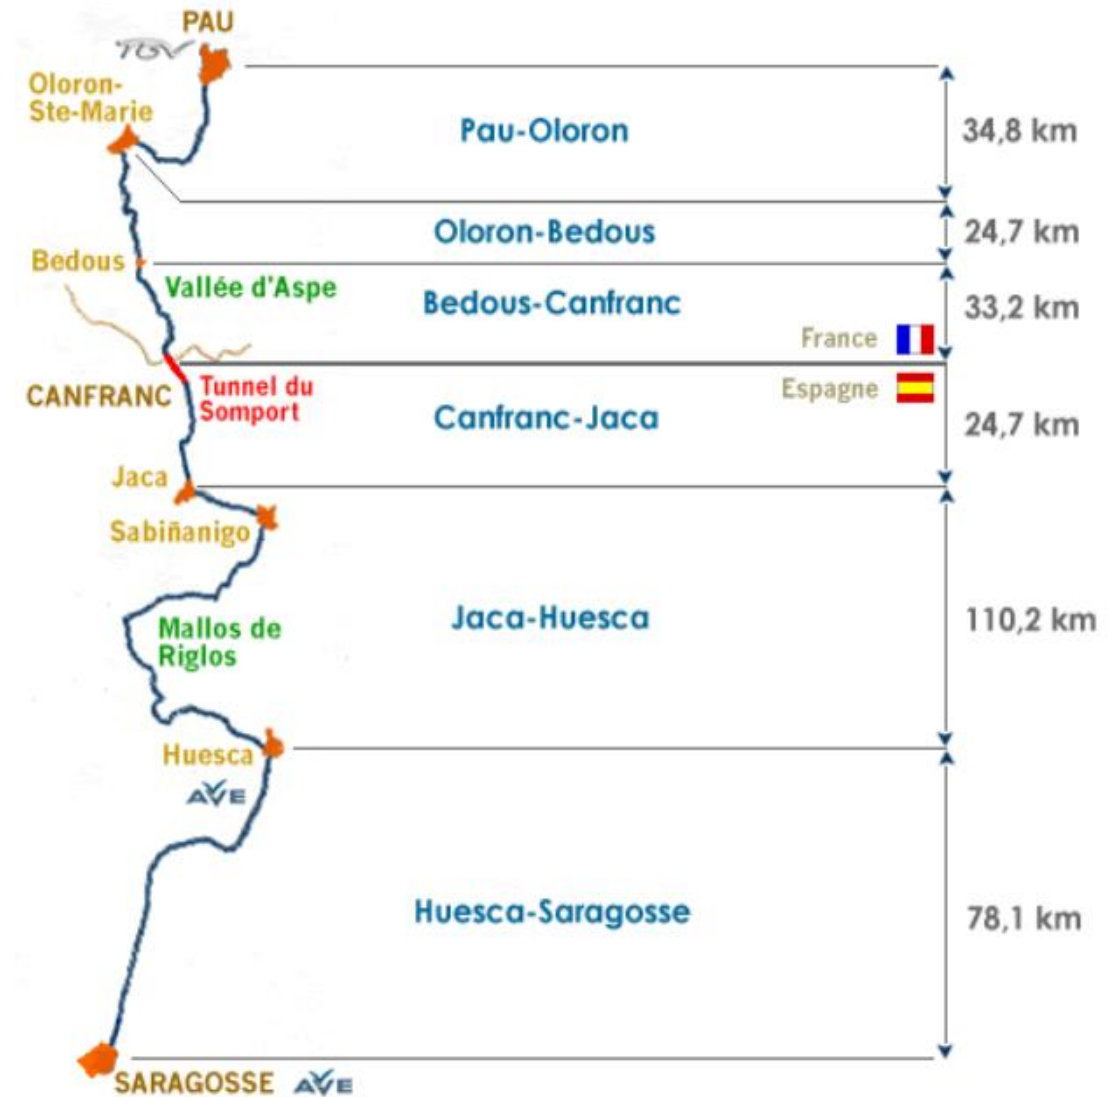 PAU
TGV
Oloron-
Ste-Marie
Pau-Oloron
34,8 km
Oloron-Bedous
24,7 km
Bedous
Vallée d'Aspe
Bedous-Canfranc
33,2 km
France
CANFRANC
Tunnel du
Somport
Espagne
Canfranc-Jaca
24,7 km
Jaca
Sabiñanigo
Jaca-Huesca
110,2 km
Mallos de
Riglos
Huesca
AVE
Huesca-Saragosse
78,1 km
SARAGOSSE AVE